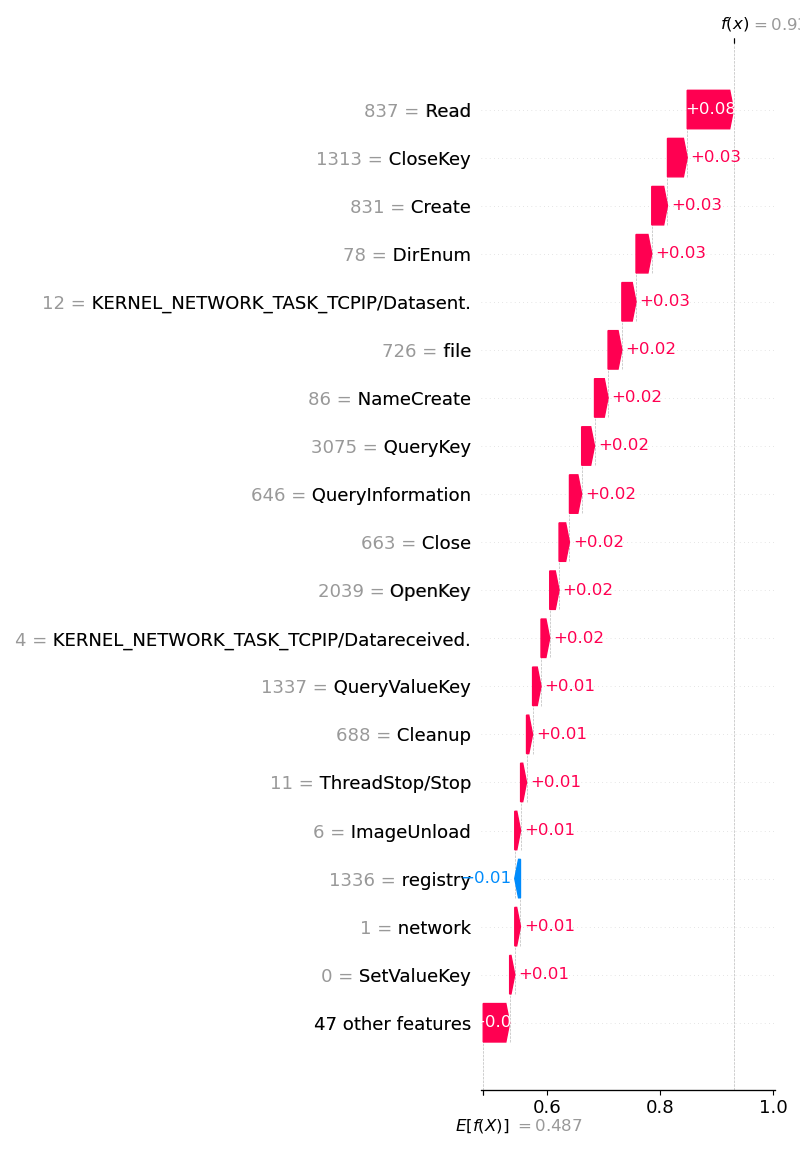 f(x) = 0.93
837 = Read +0.08
1313 = CloseKey +0.03
831 = Create +0.03
78 = DirEnum +0.03
12 = KERNEL_NETWORK_TASK_TCPIP/Datasent. +0.03
726 = file +0.02
86 = NameCreate +0.02
3075 = QueryKey +0.02
646 = QueryInformation +0.02
663 = Close +0.02
2039 = OpenKey +0.02
4 = KERNEL_NETWORK_TASK_TCPIP/Datareceived. +0.02
1337 = QueryValueKey +0.01
688 = Cleanup +0.01
11 = ThreadStop/Stop +0.01
6 = ImageUnload +0.01
1336 = registry −0.01
1 = network +0.01
0 = SetValueKey +0.01
47 other features
0.6 0.8 1.0
E[f(X)] = 0.487